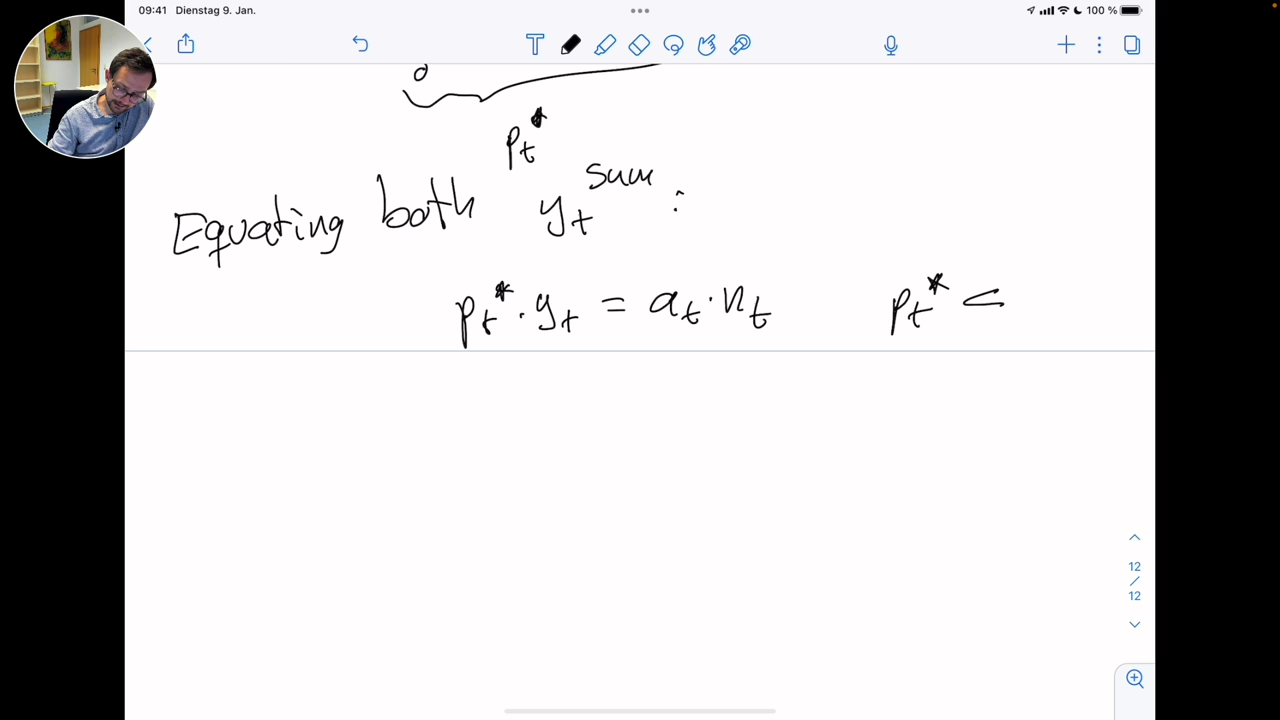 09:41 Dienstag 9. Jan. 100 %
p_t^*
Equating both y_t^sum :
p_t^* · y_t = a_t · n_t p_t^* <
12
/
12